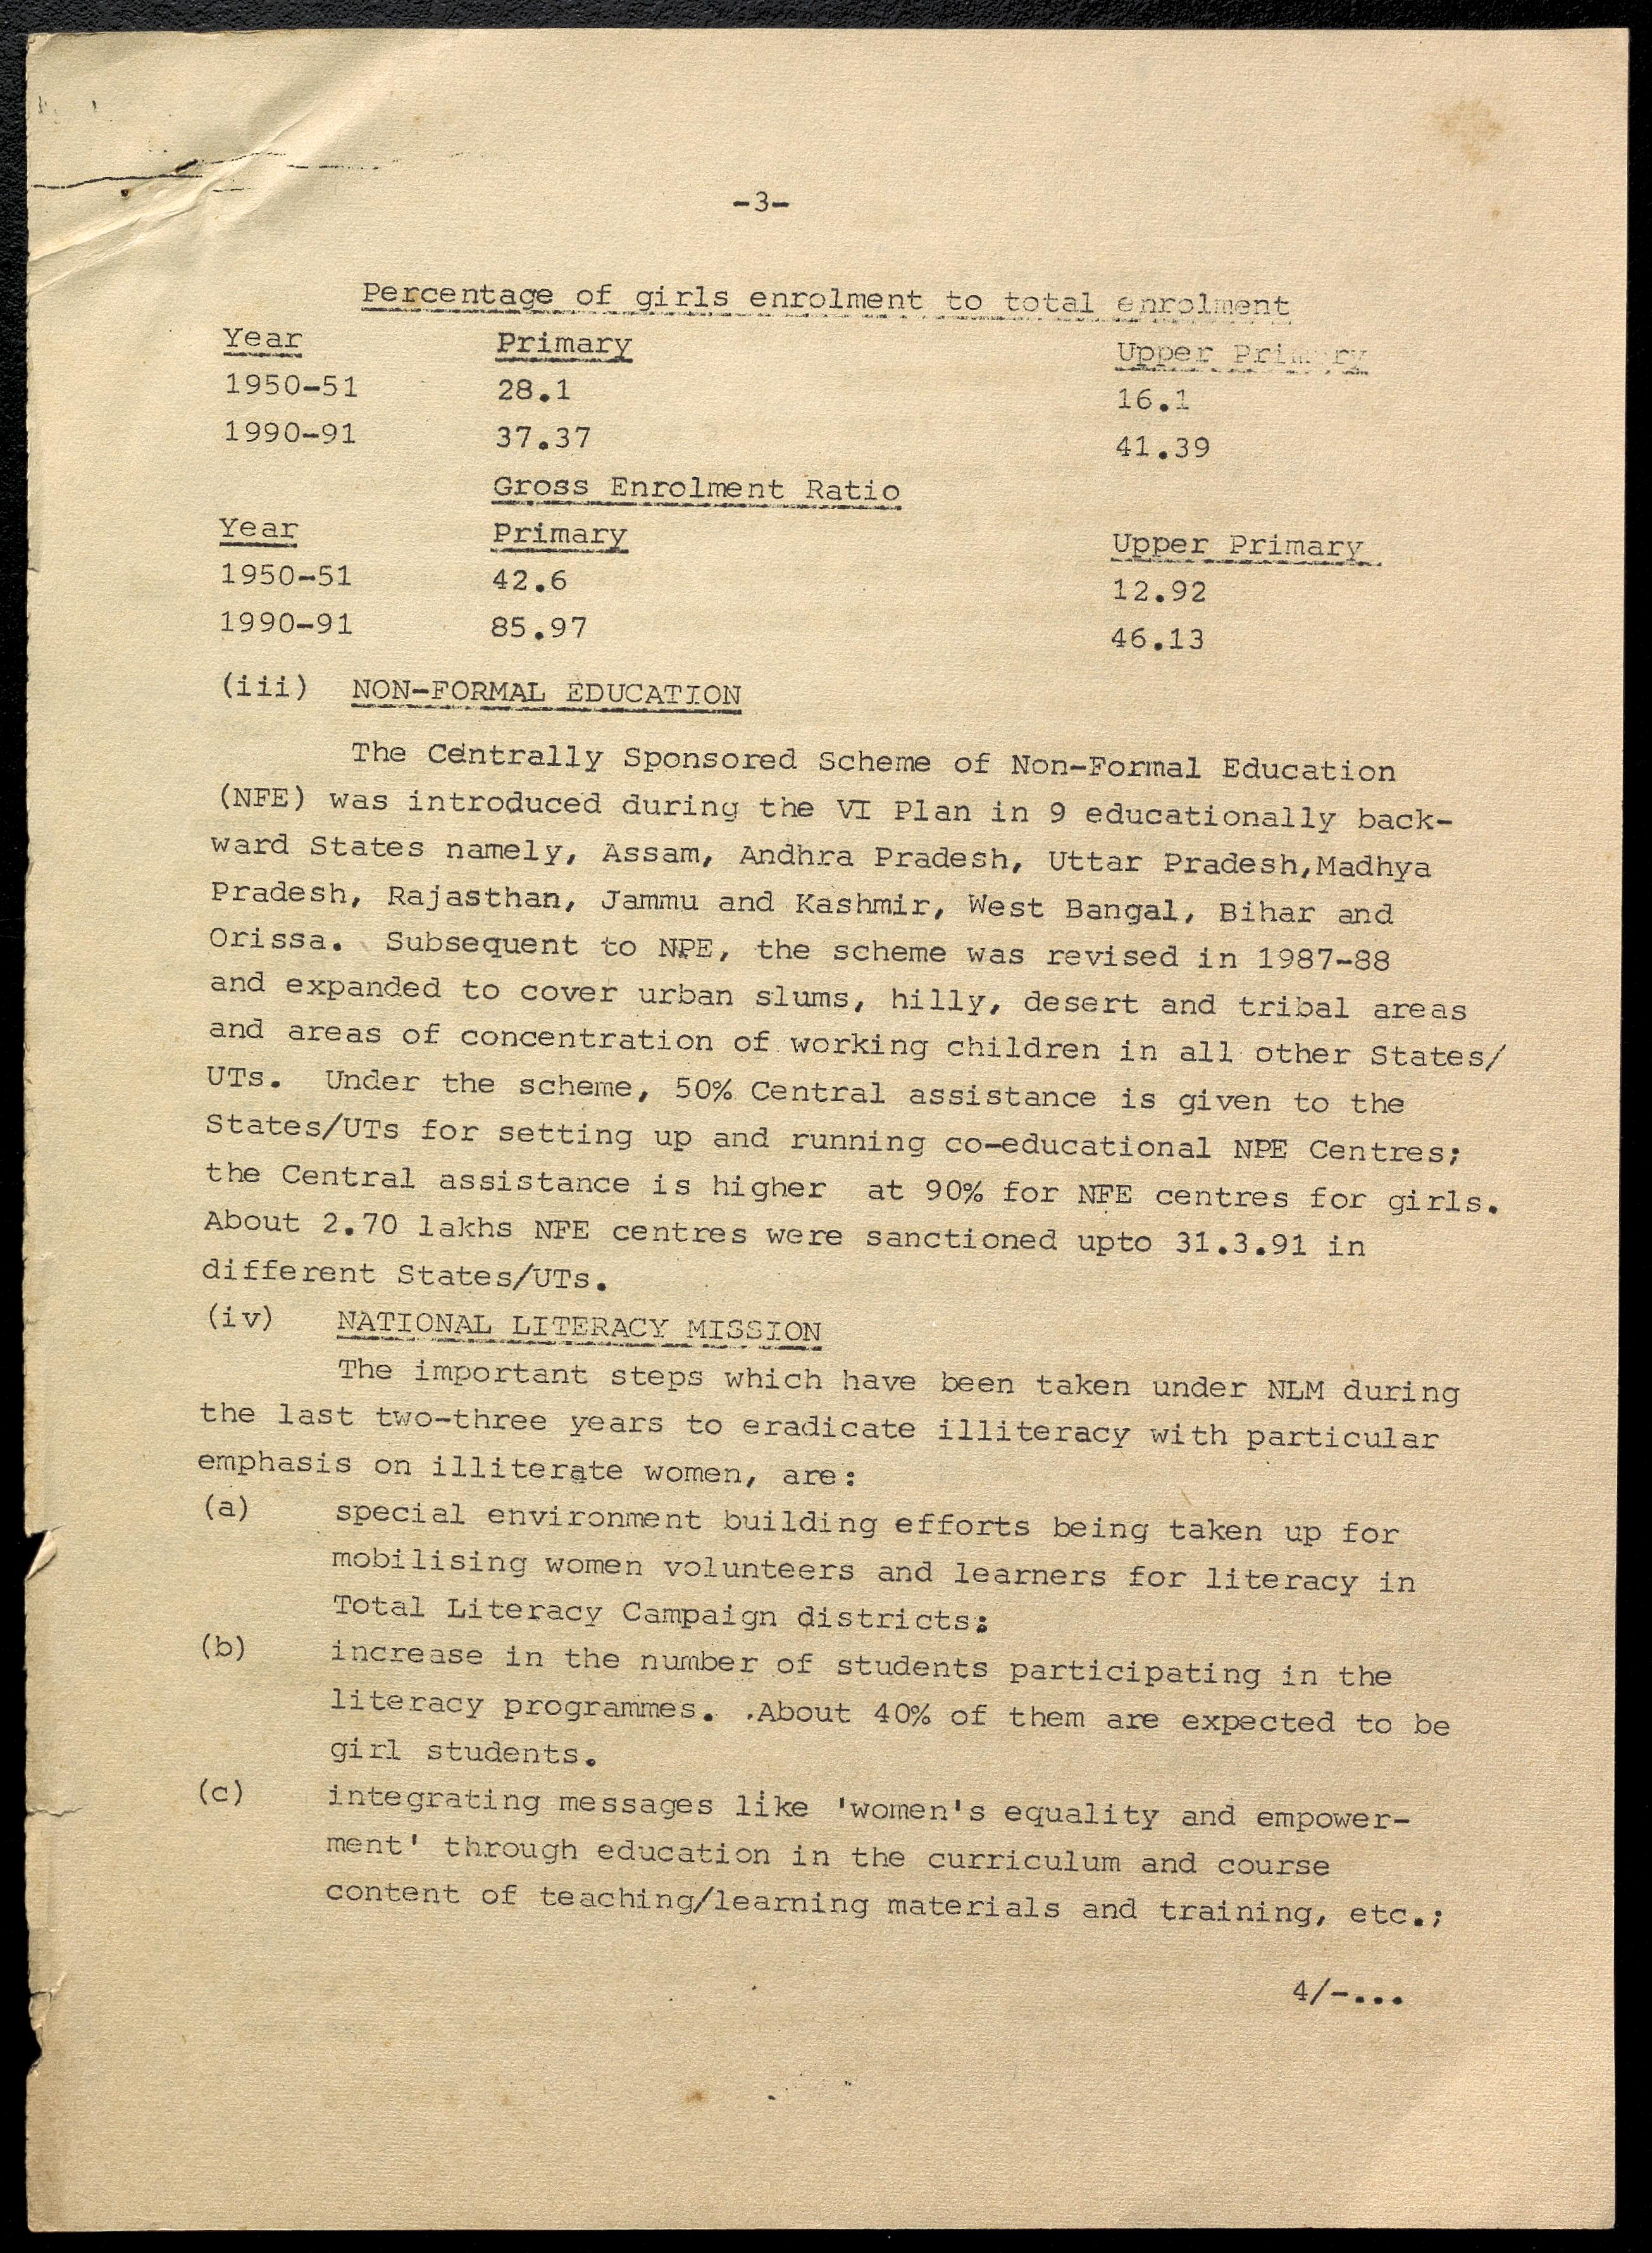 -3-
Percentage of girls enrolment to total enrolment
Year Primary Upper Primary
1950-51 28.1 16.1
1990-91 37.37 41.39
Gross Enrolment Ratio
Year Primary Upper Primary
1950-51 42.6 12.92
1990-91 85.97 46.13
(iii) NON-FORMAL EDUCATION
The Centrally Sponsored Scheme of Non-Formal Education
(NFE) was introduced during the VI Plan in 9 educationally back-
ward States namely, Assam, Andhra Pradesh, Uttar Pradesh,Madhya
Pradesh, Rajasthan, Jammu and Kashmir, West Bangal, Bihar and
Orissa. Subsequent to NPE, the scheme was revised in 1987-88
and expanded to cover urban slums, hilly, desert and tribal areas
and areas of concentration of working children in all other States/
UTs. Under the scheme, 50% Central assistance is given to the
States/UTs for setting up and running co-educational NPE Centres;
the Central assistance is higher at 90% for NFE centres for girls.
About 2.70 lakhs NFE centres were sanctioned upto 31.3.91 in
different States/UTs.
(iv) NATIONAL LITERACY MISSION
The important steps which have been taken under NLM during
the last two-three years to eradicate illiteracy with particular
emphasis on illiterate women, are:
(a) special environment building efforts being taken up for
mobilising women volunteers and learners for literacy in
Total Literacy Campaign districts;
(b) increase in the number of students participating in the
literacy programmes. .About 40% of them are expected to be
girl students.
(c) integrating messages like 'women's equality and empower-
ment' through education in the curriculum and course
content of teaching/learning materials and training, etc.;
4/-...